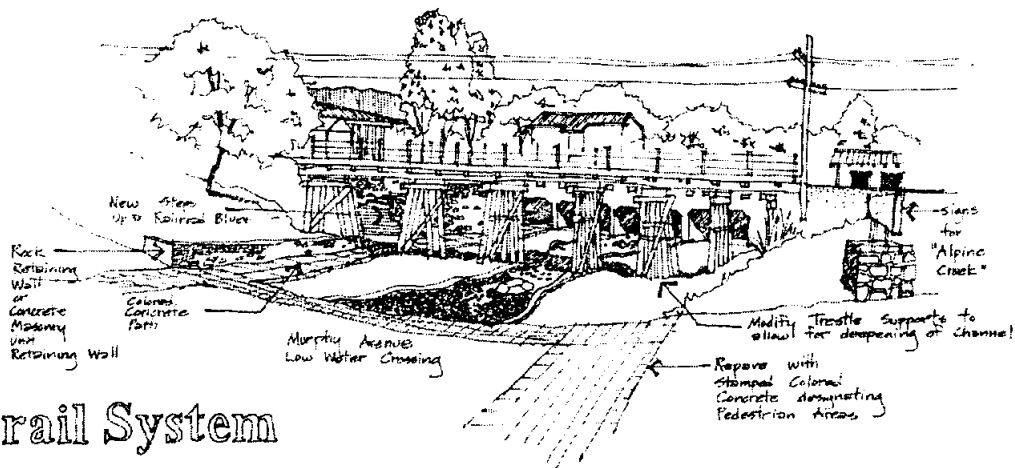 New Steps
Up to Railroad Blvd
Rock
Retaining
Wall
or
Concrete
Masonry
Unit
Retaining Wall
Colored
Concrete
Path
Murphy Avenue
Low Water Crossing
signs
for
"Alpine
Creek"
Modify Trestle Supports to
allow for deepening of Channel
Repave with
Stamped Colored
Concrete designating
Pedestrian Areas
rail System